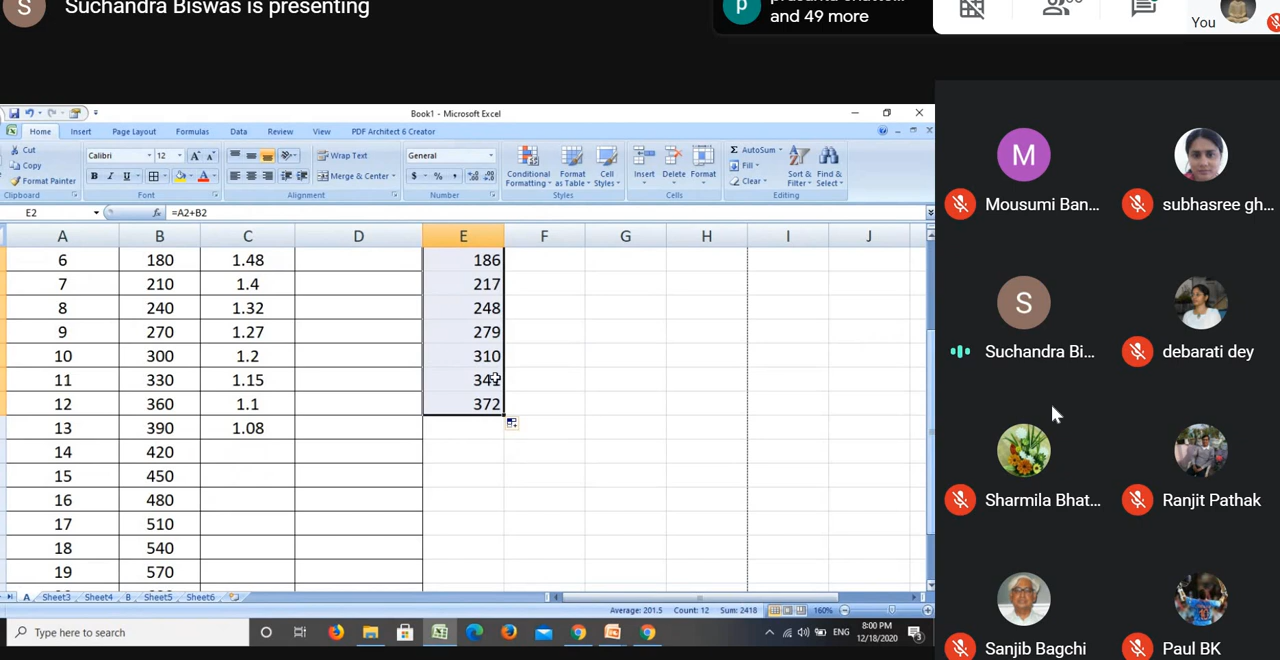 S
Suchandra Biswas is presenting
p
and 49 more
You
Book1 - Microsoft Excel
Home Insert Page Layout Formulas Data Review View PDF Architect 6 Creator
Cut
Copy
Format Painter
Clipboard
Calibri 12
B I U
Font
Wrap Text
Merge & Center
Alignment
General
$ % ,
Number
Conditional Formatting
Format as Table
Cell Styles
Styles
Insert Delete Format
Cells
Σ AutoSum
Fill
Clear
Sort & Filter
Find & Select
Editing
E2 fx =A2+B2
A B C D E F G H I J
6 180 1.48 186
7 210 1.4 217
8 240 1.32 248
9 270 1.27 279
10 300 1.2 310
11 330 1.15 341
12 360 1.1 372
13 390 1.08
14 420
15 450
16 480
17 510
18 540
19 570
A Sheet3 Sheet4 B Sheet5 Sheet6
Average: 201.5 Count: 12 Sum: 2418 160%
Type here to search
ENG
8:00 PM
12/18/2020
3
M
Mousumi Ban...
subhasree gh...
S
Suchandra Bi...
debarati dey
Sharmila Bhat...
Ranjit Pathak
Sanjib Bagchi
Paul BK